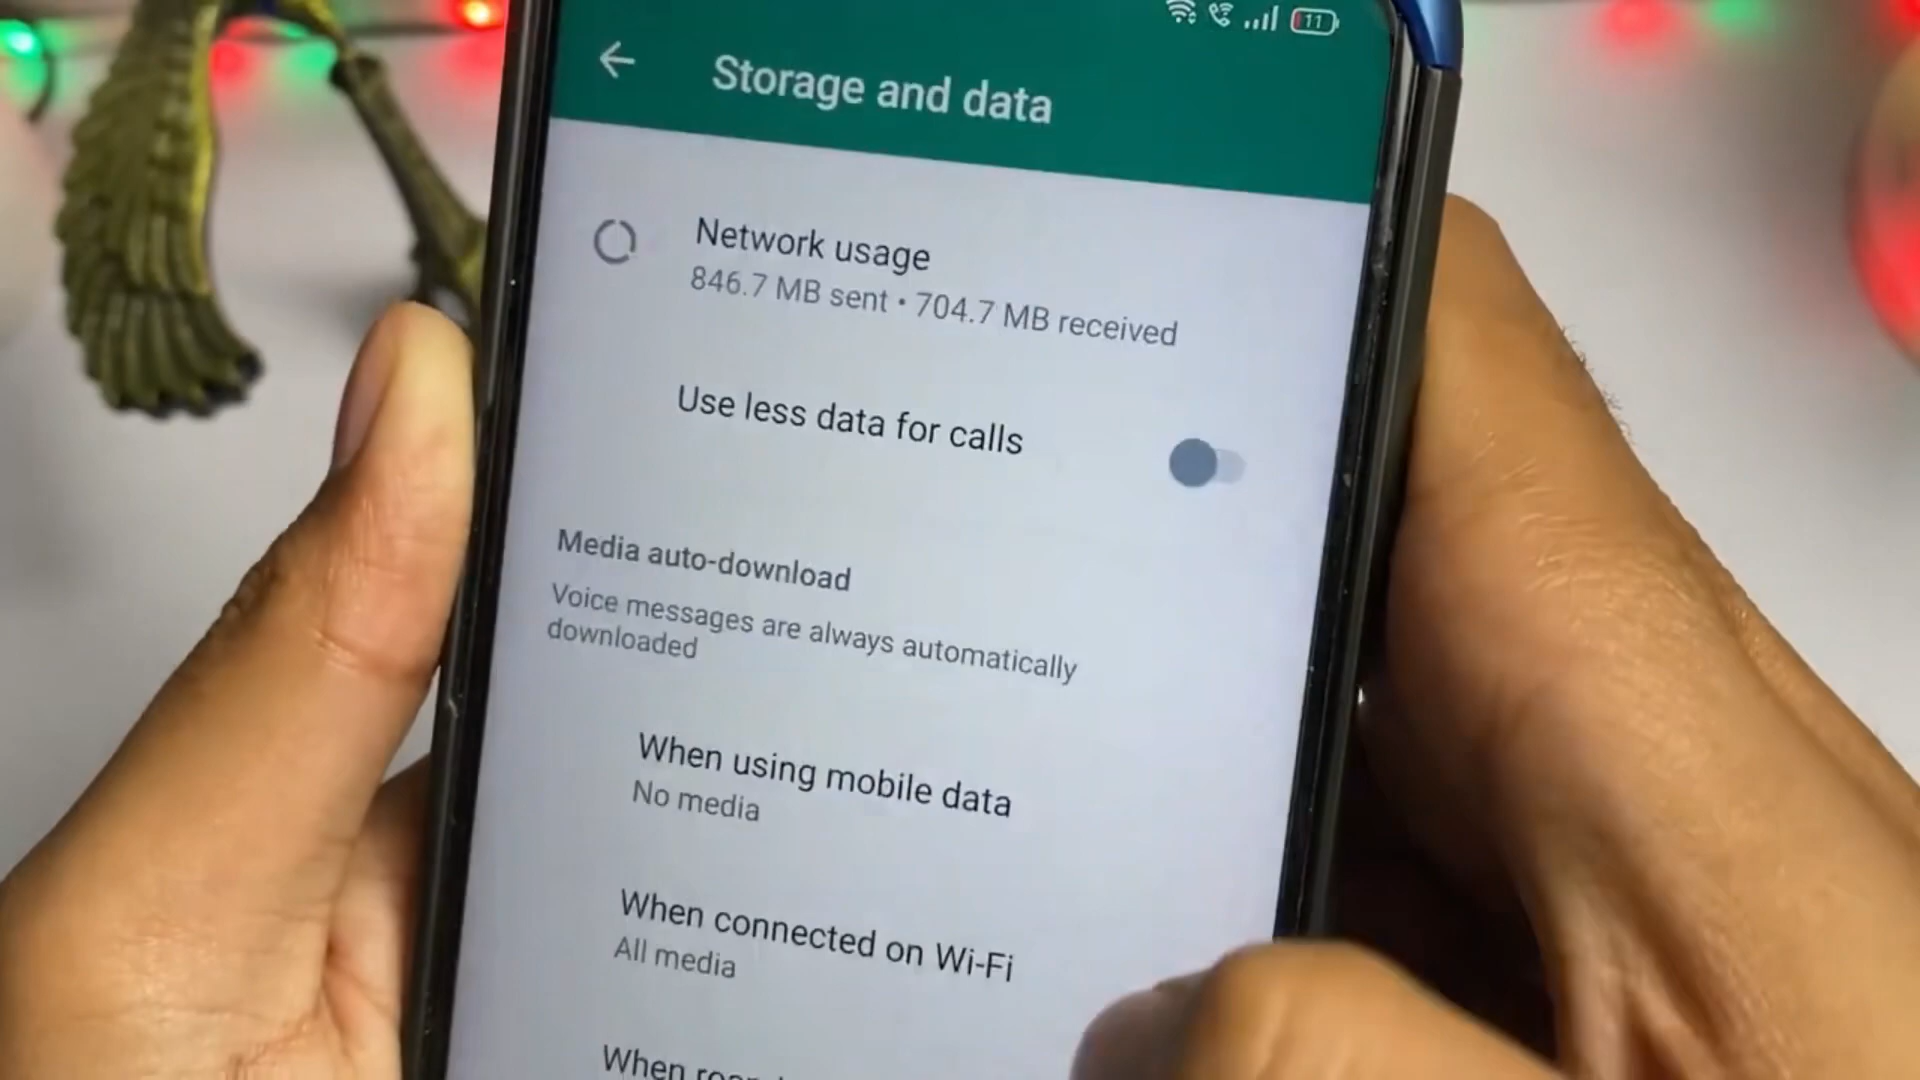 11
Storage and data
Network usage
846.7 MB sent • 704.7 MB received
Use less data for calls
Media auto-download
Voice messages are always automatically
downloaded
When using mobile data
No media
When connected on Wi-Fi
All media
When